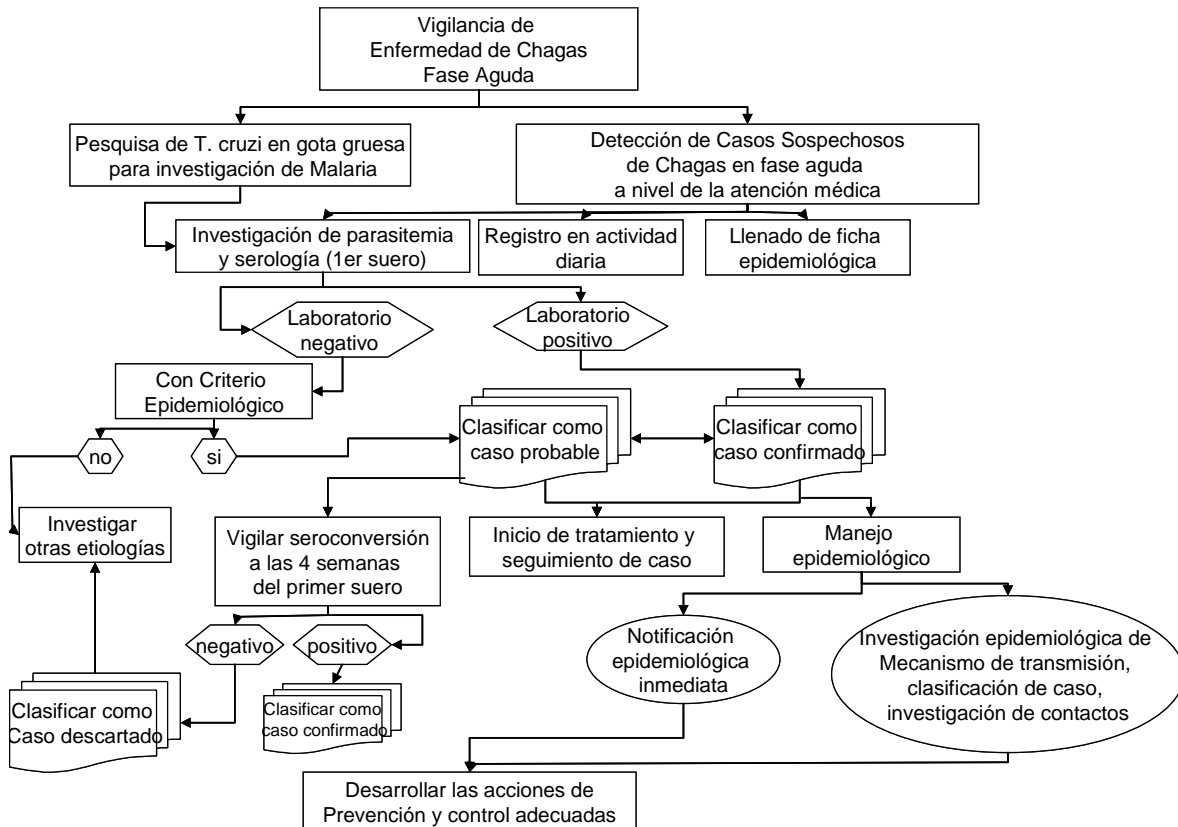 Vigilancia de
Enfermedad de Chagas
Fase Aguda
Pesquisa de T. cruzi en gota gruesa
para investigación de Malaria
Detección de Casos Sospechosos
de Chagas en fase aguda
a nivel de la atención médica
Investigación de parasitemia
y serología (1er suero)
Registro en actividad
diaria
Llenado de ficha
epidemiológica
Laboratorio
negativo
Laboratorio
positivo
Con Criterio
Epidemiológico
no
si
Clasificar como
caso probable
Clasificar como
caso confirmado
Investigar
otras etiologías
Vigilar seroconversión
a las 4 semanas
del primer suero
Inicio de tratamiento y
seguimiento de caso
Manejo
epidemiológico
negativo
positivo
Notificación
epidemiológica
inmediata
Investigación epidemiológica de
Mecanismo de transmisión,
clasificación de caso,
investigación de contactos
Clasificar como
Caso descartado
Clasificar como
caso confirmado
Desarrollar las acciones de
Prevención y control adecuadas